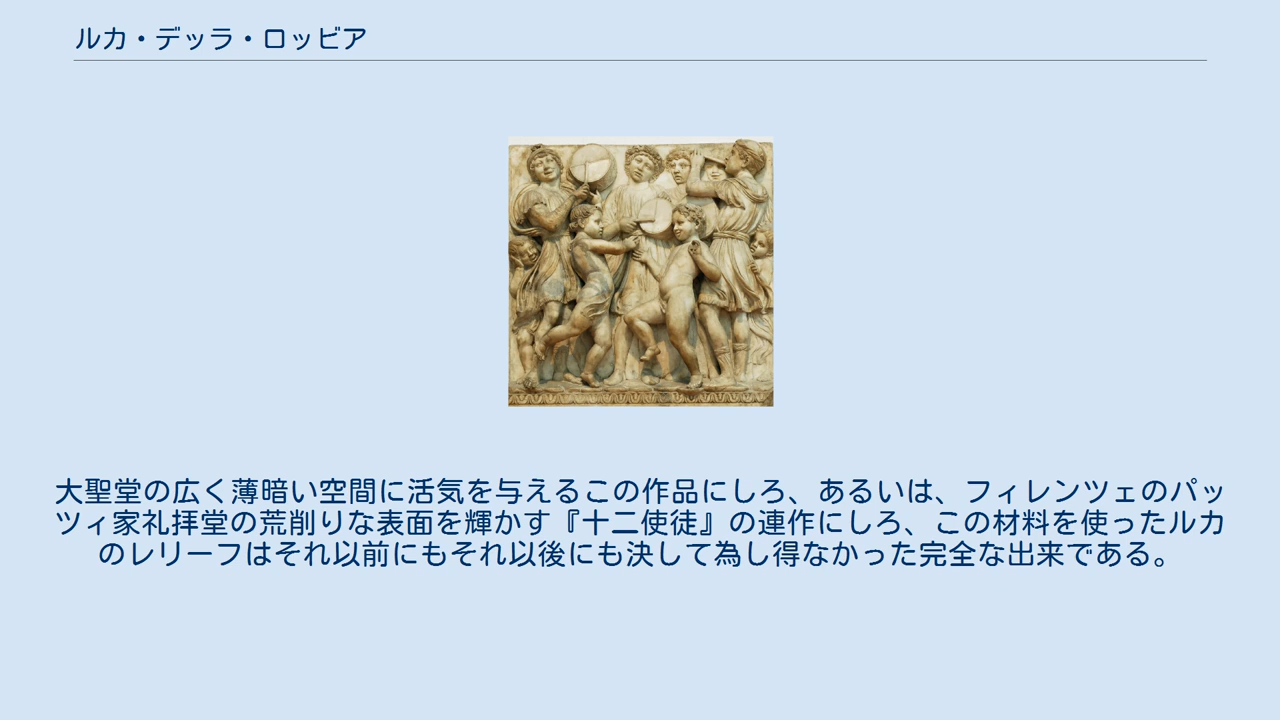 ルカ・デッラ・ロッビア
大聖堂の広く薄暗い空間に活気を与えるこの作品にしろ、あるいは、フィレンツェのパッ
ツィ家礼拝堂の荒削りな表面を輝かす『十二使徒』の連作にしろ、この材料を使ったルカ
のレリーフはそれ以前にもそれ以後にも決して為し得なかった完全な出来である。